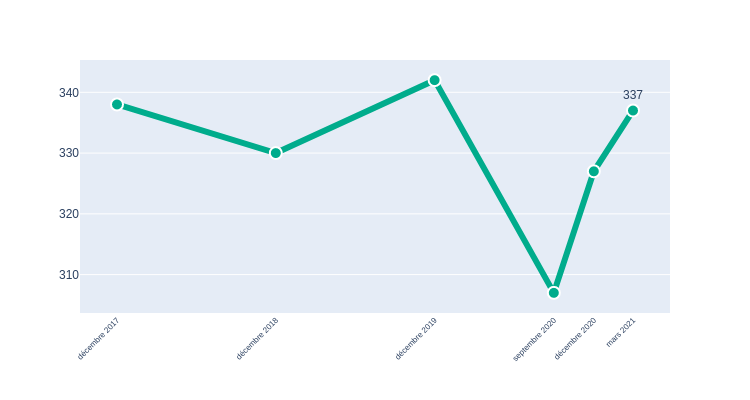 340
330
320
310
337
décembre 2017
décembre 2018
décembre 2019
septembre 2020
décembre 2020
mars 2021